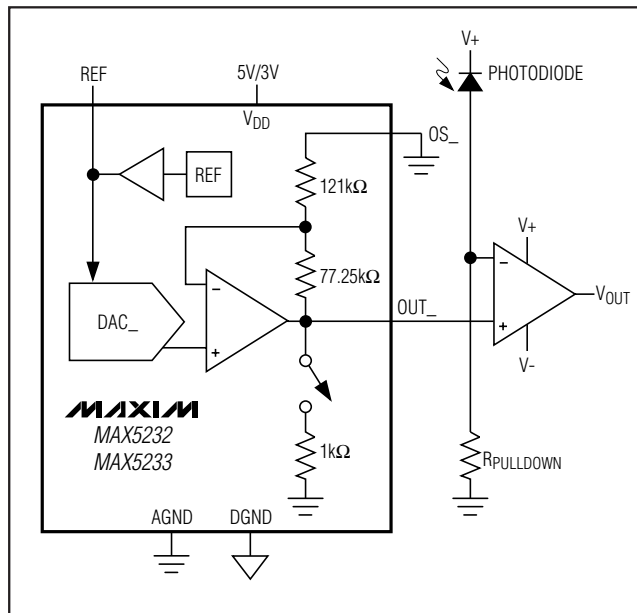 V+
REF
5V/3V
PHOTODIODE
VDD
OS_
REF
121kΩ
V+
77.25kΩ
-
-
DAC_
OUT_
VOUT
+
+
V-
MAXIM
MAX5232
MAX5233
1kΩ
RPULLDOWN
AGND
DGND